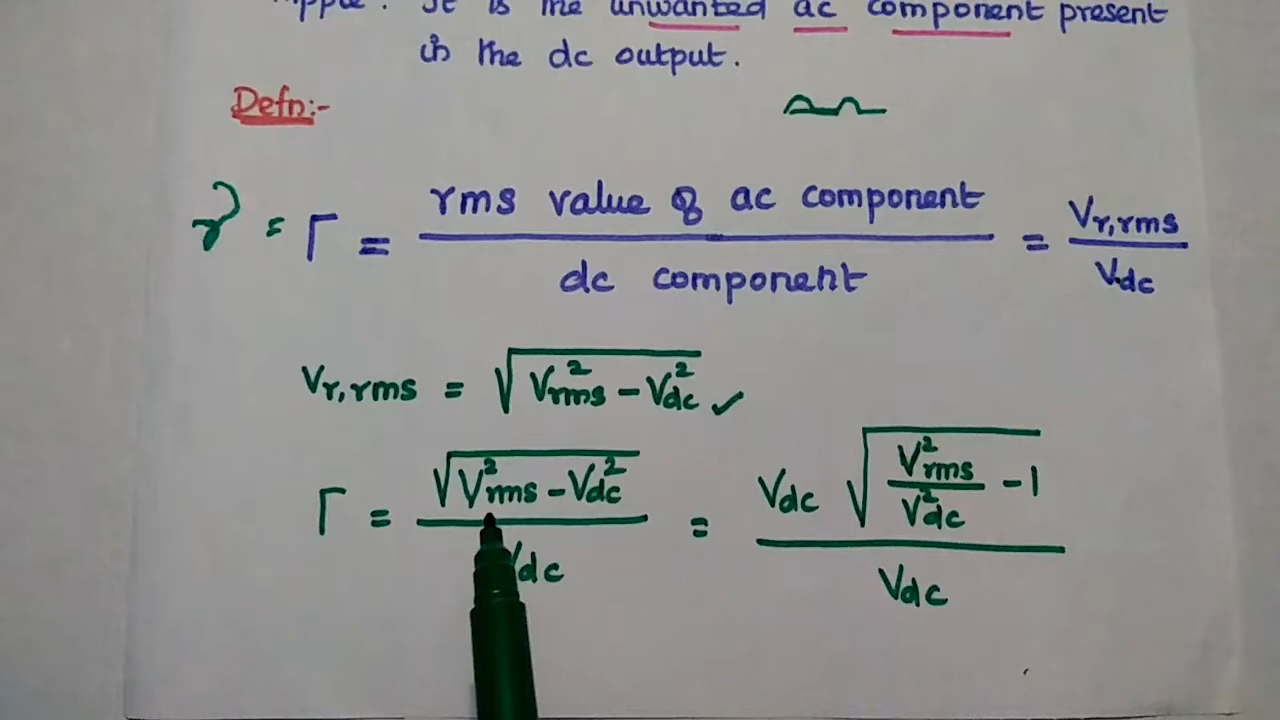 Ripple : It is the unwanted ac component present
in the dc output.
Defn:-
γ = Γ = rms value of ac component / dc component = Vr,rms / Vdc
Vr,rms = √(V²rms - V²dc) ✓
Γ = √(V²rms - V²dc) / Vdc = Vdc √(V²rms / V²dc - 1) / Vdc